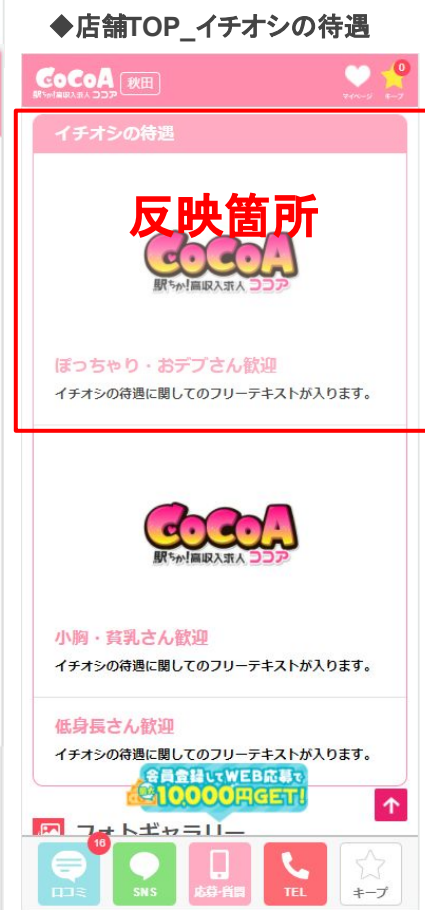 ◆店舗TOP_イチオシの待遇
CoCoA 秋田
駅ちか!高収入求人 ココア
マイページ
0
キープ
イチオシの待遇
反映箇所
CoCoA
駅ちか!高収入求人 ココア
ぽっちゃり・おデブさん歓迎
イチオシの待遇に関してのフリーテキストが入ります。
CoCoA
駅ちか!高収入求人 ココア
小胸・貧乳さん歓迎
イチオシの待遇に関してのフリーテキストが入ります。
低身長さん歓迎
イチオシの待遇に関してのフリーテキストが入ります。
会員登録してWEB応募で
10,000円GET!
フォトギャラリー
16
口コミ
SNS
応募・質問
TEL
キープ